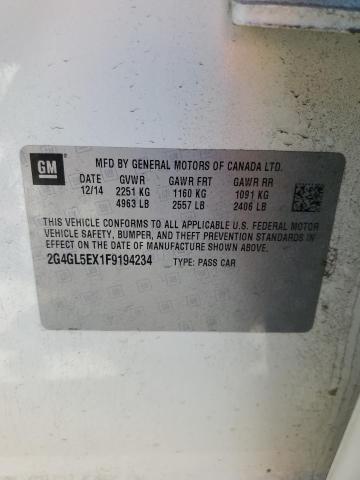 GM
MFD BY GENERAL MOTORS OF CANADA LTD.
DATE GVWR GAWR FRT GAWR RR
12/14 2251 KG 1160 KG 1091 KG
4963 LB 2557 LB 2406 LB
THIS VEHICLE CONFORMS TO ALL APPLICABLE U.S. FEDERAL MOTOR
VEHICLE SAFETY, BUMPER, AND THEFT PREVENTION STANDARDS IN
EFFECT ON THE DATE OF MANUFACTURE SHOWN ABOVE.
2G4GL5EX1F9194234 TYPE: PASS CAR